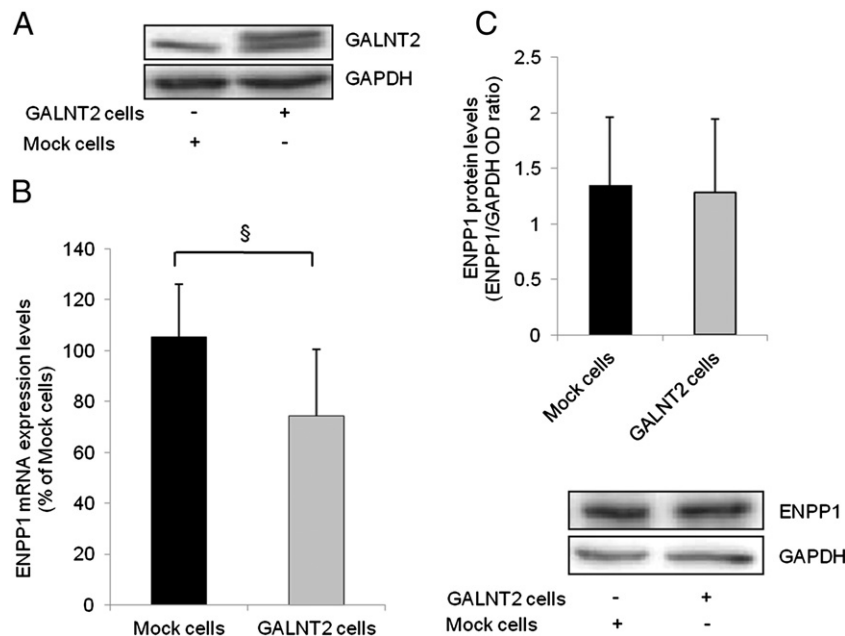 A
GALNT2
GAPDH
GALNT2 cells - +
Mock cells + -
B
§
140
120
100
80
60
40
20
0
ENPP1 mRNA expression levels
(% of Mock cells)
Mock cells GALNT2 cells
C
2.5
2
1.5
1
0.5
0
ENPP1 protein levels
(ENPP1/GAPDH OD ratio)
Mock cells
GALNT2 cells
ENPP1
GAPDH
GALNT2 cells - +
Mock cells + -